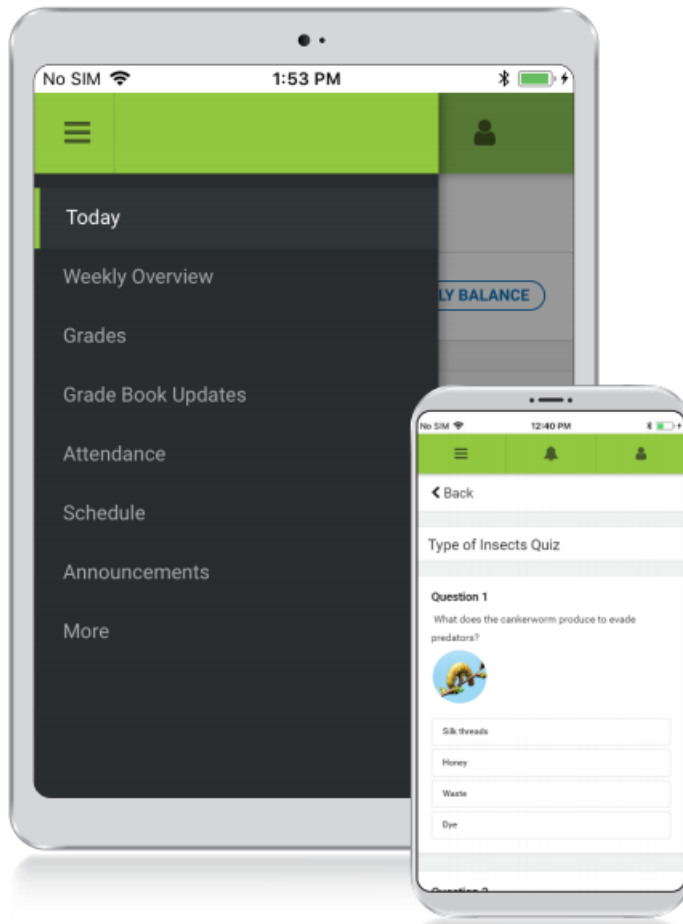 No SIM 1:53 PM
Today
Weekly Overview
LY BALANCE
Grades
Grade Book Updates
Attendance
Schedule
Announcements
More
No SIM 12:40 PM
Back
Type of Insects Quiz
Question 1
What does the cankerworm produce to evade
predators?
Silk threads
Honey
Waste
Dye